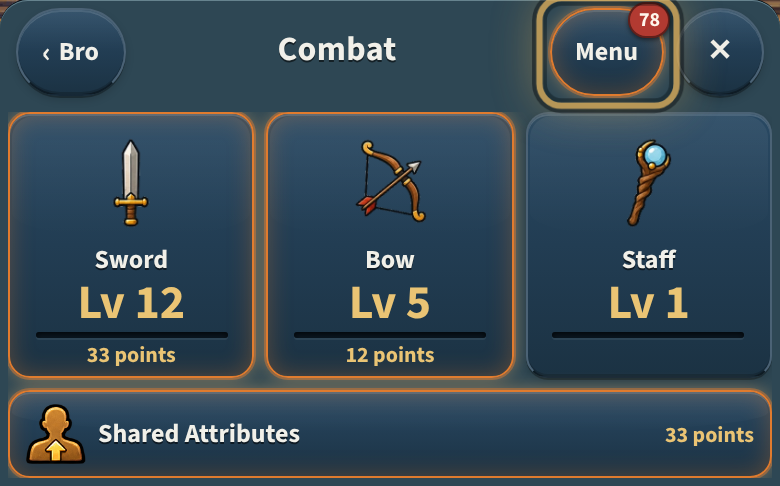 ‹ Bro
Combat
Menu
78
✕
Sword
Lv 12
33 points
Bow
Lv 5
12 points
Staff
Lv 1
Shared Attributes
33 points